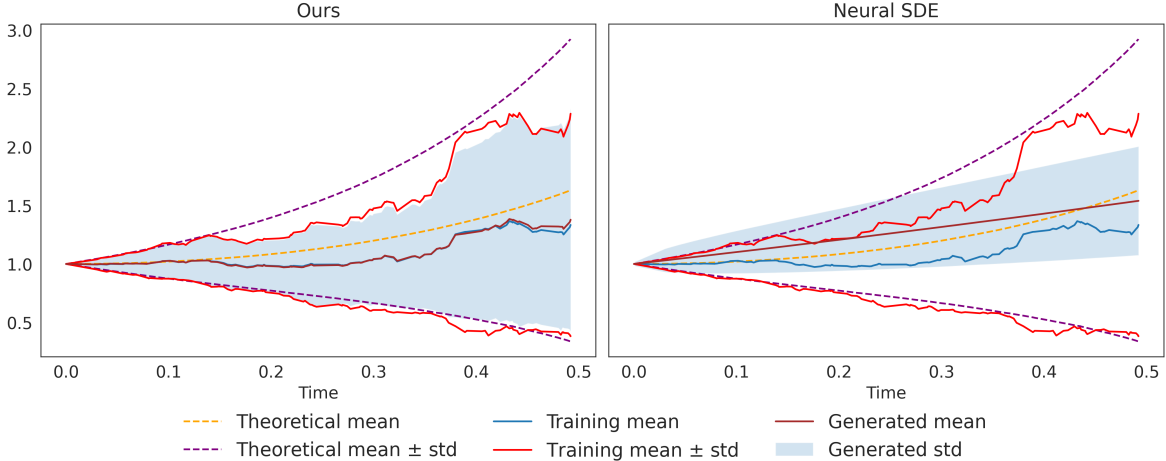 Ours
Neural SDE
3.0
2.5
2.0
1.5
1.0
0.5
0.0 0.1 0.2 0.3 0.4 0.5
0.0 0.1 0.2 0.3 0.4 0.5
Time
Time
Theoretical mean
Training mean
Generated mean
Theoretical mean ± std
Training mean ± std
Generated std